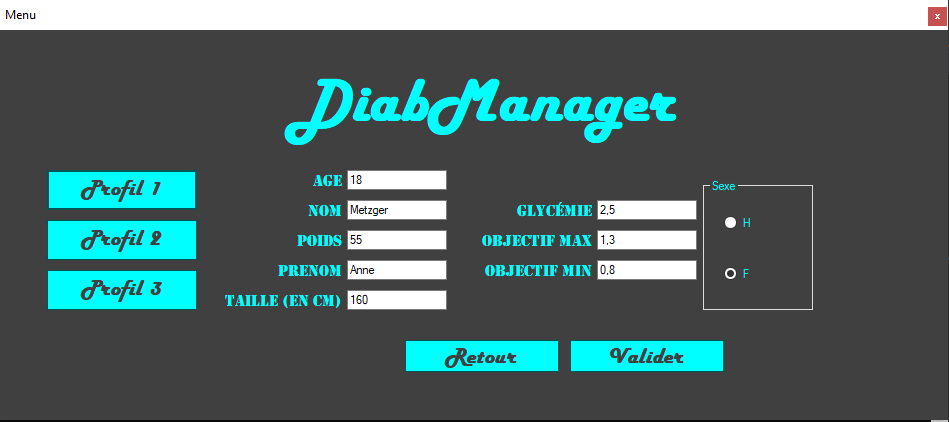 Menu
x
DiabManager
Profil 1
Profil 2
Profil 3
AGE 18
NOM Metzger
POIDS 55
PRENOM Anne
TAILLE (EN CM) 160
GLYCÉMIE 2,5
OBJECTIF MAX 1,3
OBJECTIF MIN 0,8
Sexe
H
F
Retour
Valider